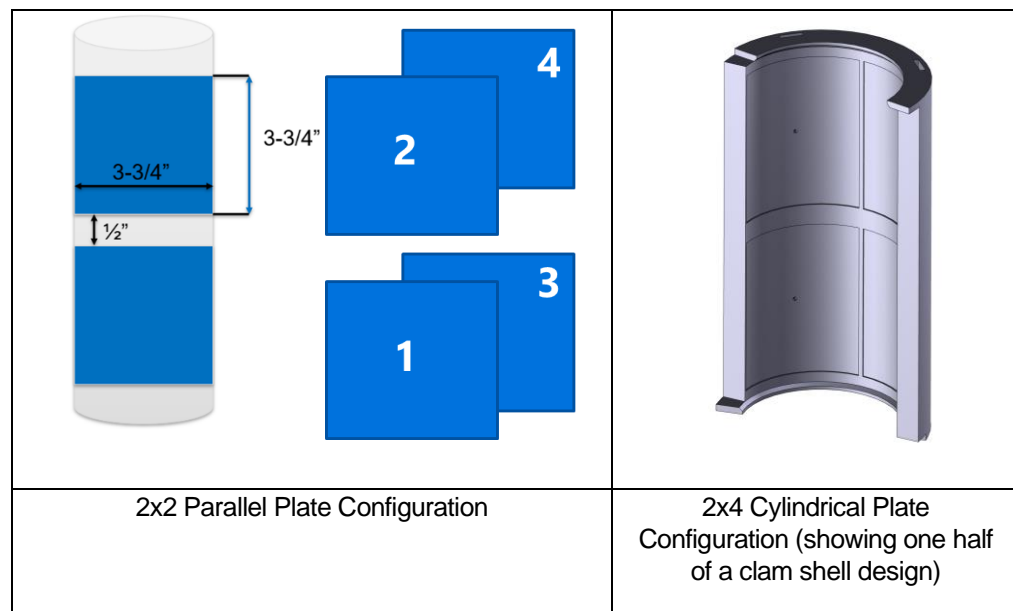 3-3/4”
3-3/4”
½”
4
2
3
1
2x2 Parallel Plate Configuration
2x4 Cylindrical Plate
Configuration (showing one half
of a clam shell design)